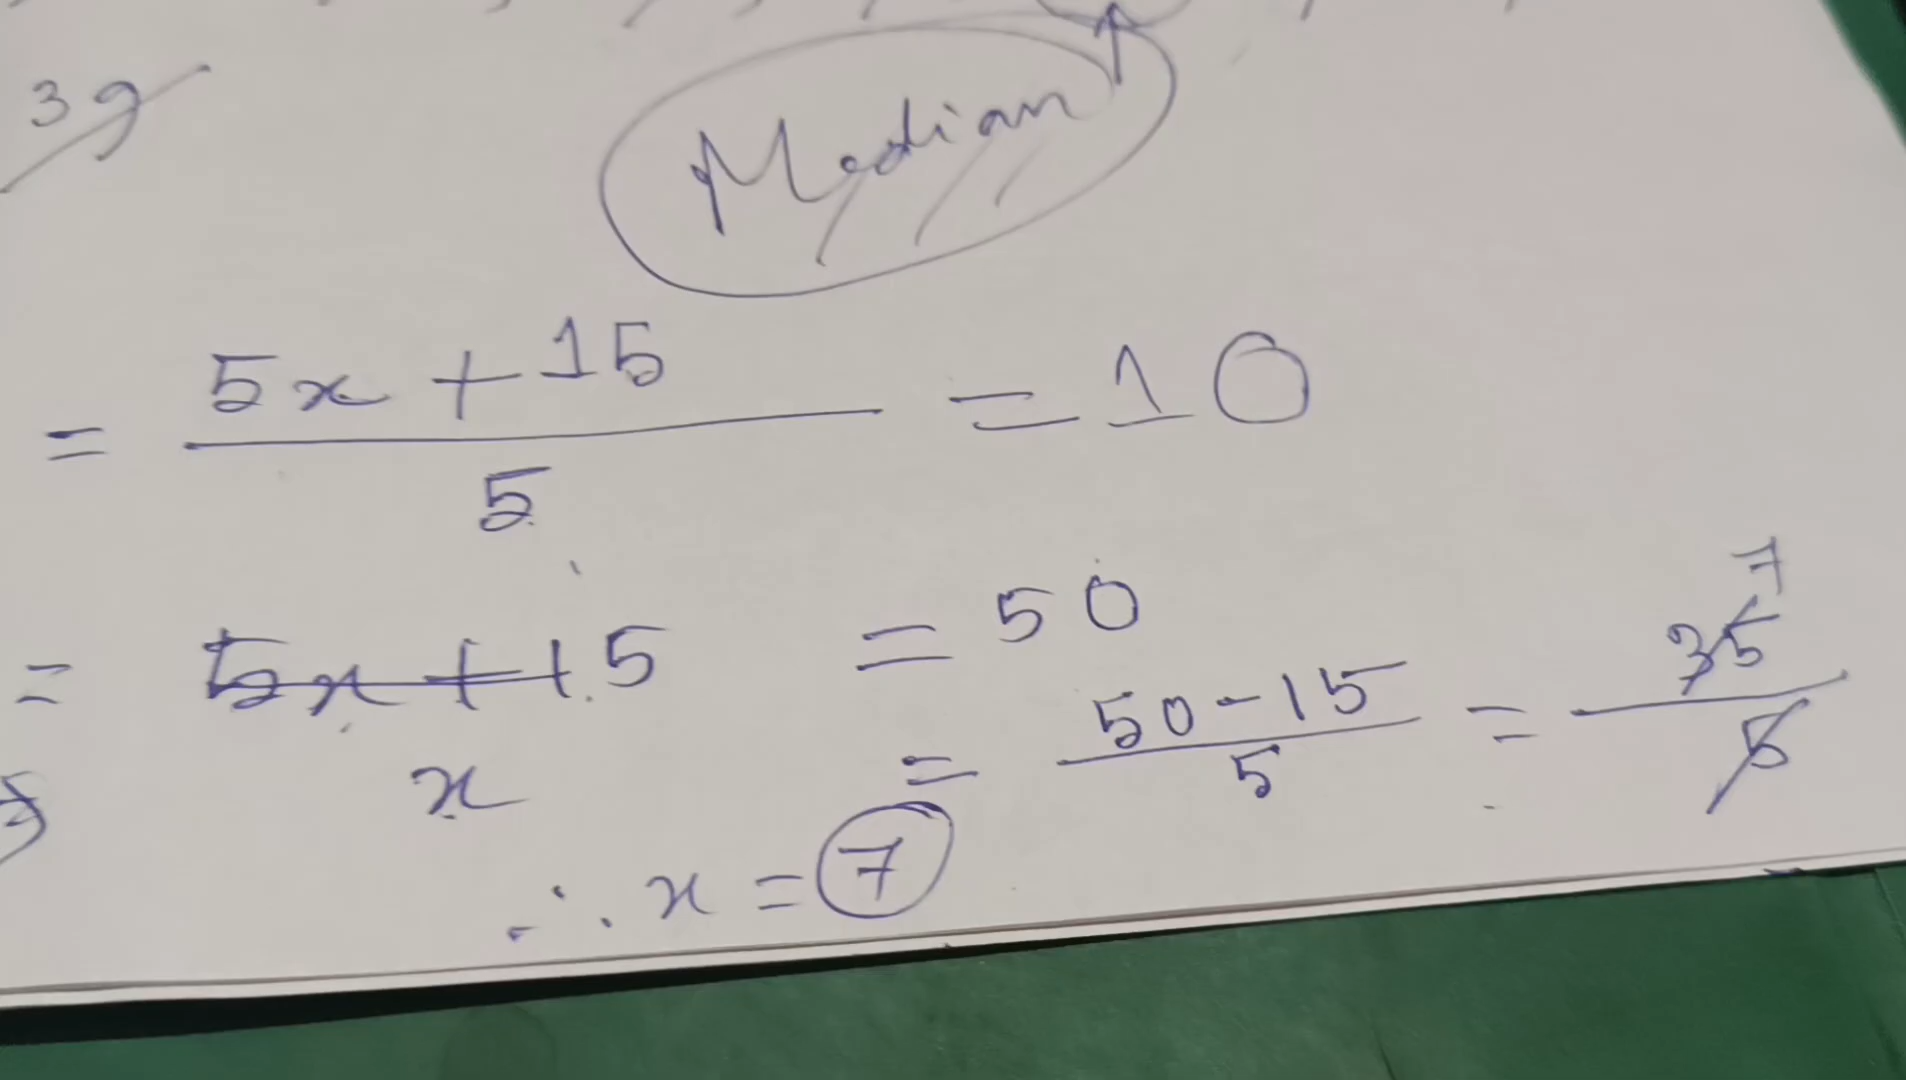 39
Median
= 5x + 15 / 5 = 10
= 5x + 15 = 50
x = 50 - 15 / 5 = 35 / 5 7
∴ x = 7